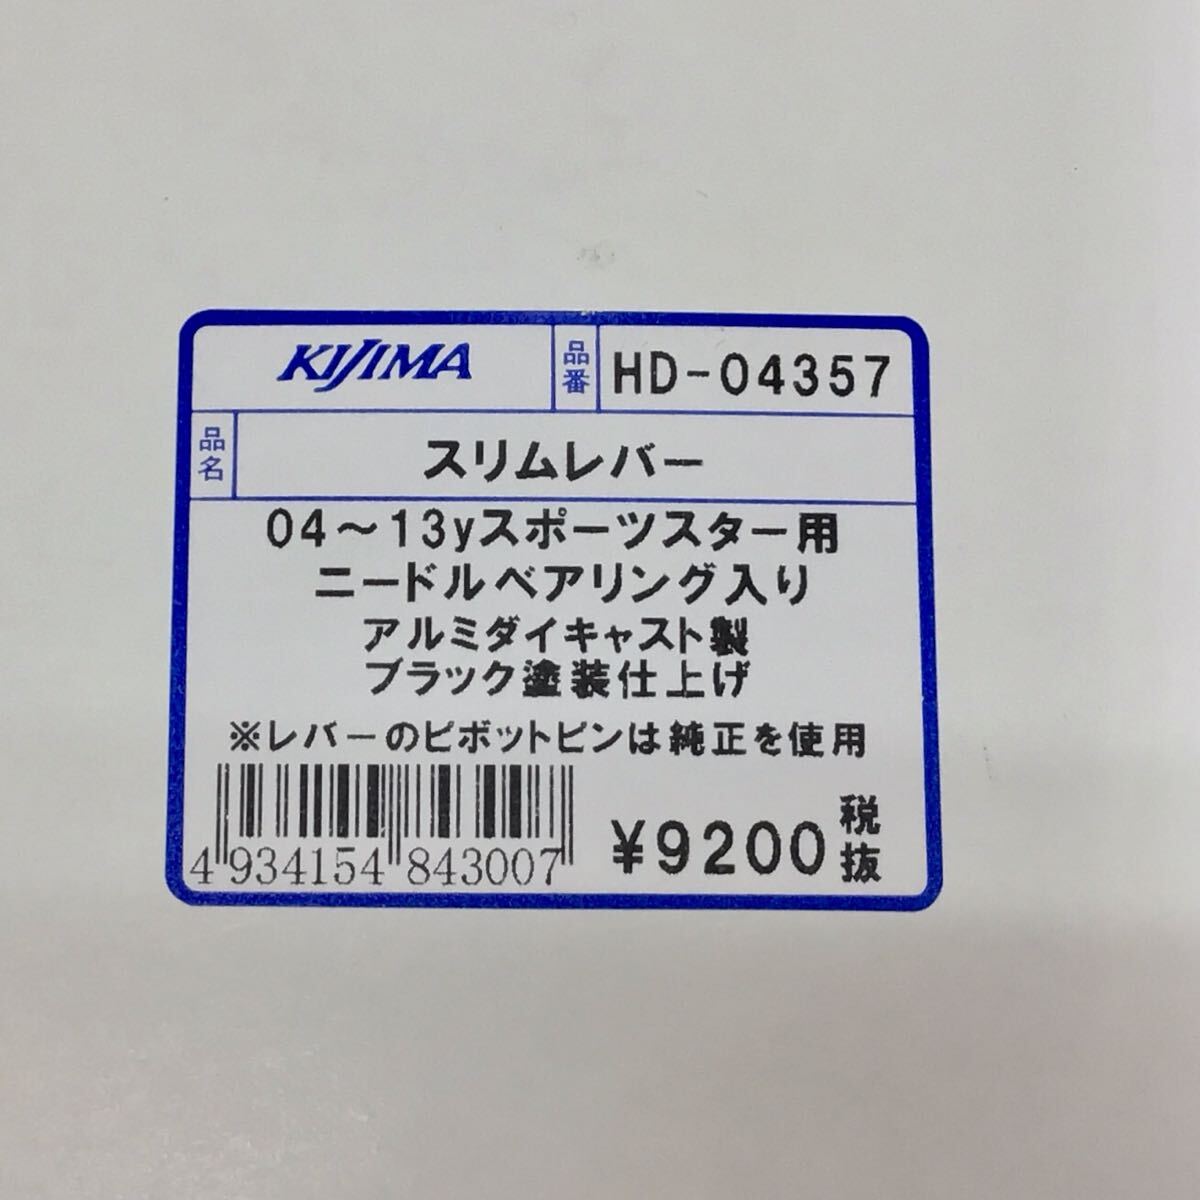 KIJIMA 品番 HD-04357
品名 スリムレバー
04～13yスポーツスター用
ニードルベアリング入り
アルミダイキャスト製
ブラック塗装仕上げ
※レバーのピボットピンは純正を使用
4 934154 843007
¥9200 税抜